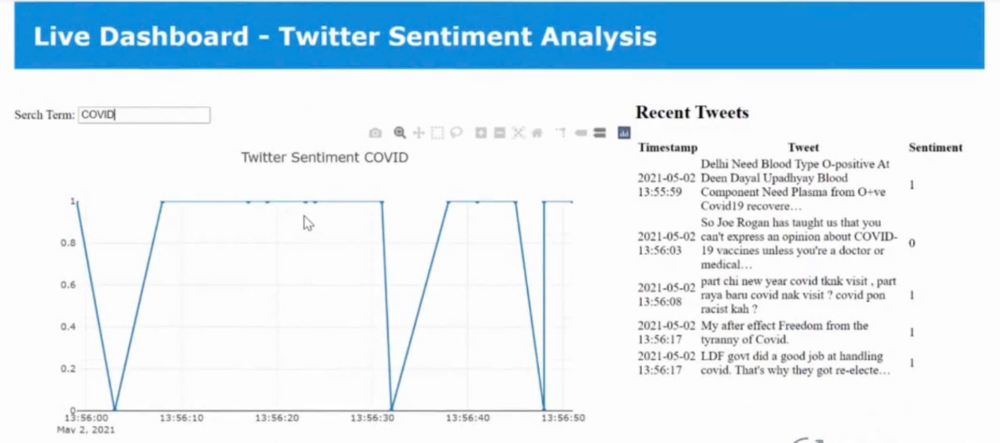 Live Dashboard - Twitter Sentiment Analysis
Serch Term: COVID
Twitter Sentiment COVID
1
0.8
0.6
0.4
0.2
0
13:56:00 13:56:10 13:56:20 13:56:30 13:56:40 13:56:50
May 2, 2021
Recent Tweets
Timestamp Tweet Sentiment
Delhi Need Blood Type O-positive At
2021-05-02 Deen Dayal Upadhyay Blood
13:55:59 Component Need Plasma from O+ve 1
Covid19 recovere…
So Joe Rogan has taught us that you
2021-05-02 can't express an opinion about COVID-
13:56:03 19 vaccines unless you're a doctor or 0
medical…
2021-05-02 part chi new year covid tknk visit , part
13:56:08 raya baru covid nak visit ? covid pon 1
racist kah ?
2021-05-02 My after effect Freedom from the
13:56:17 tyranny of Covid. 1
2021-05-02 LDF govt did a good job at handling
13:56:17 covid. That's why they got re-electe… 1